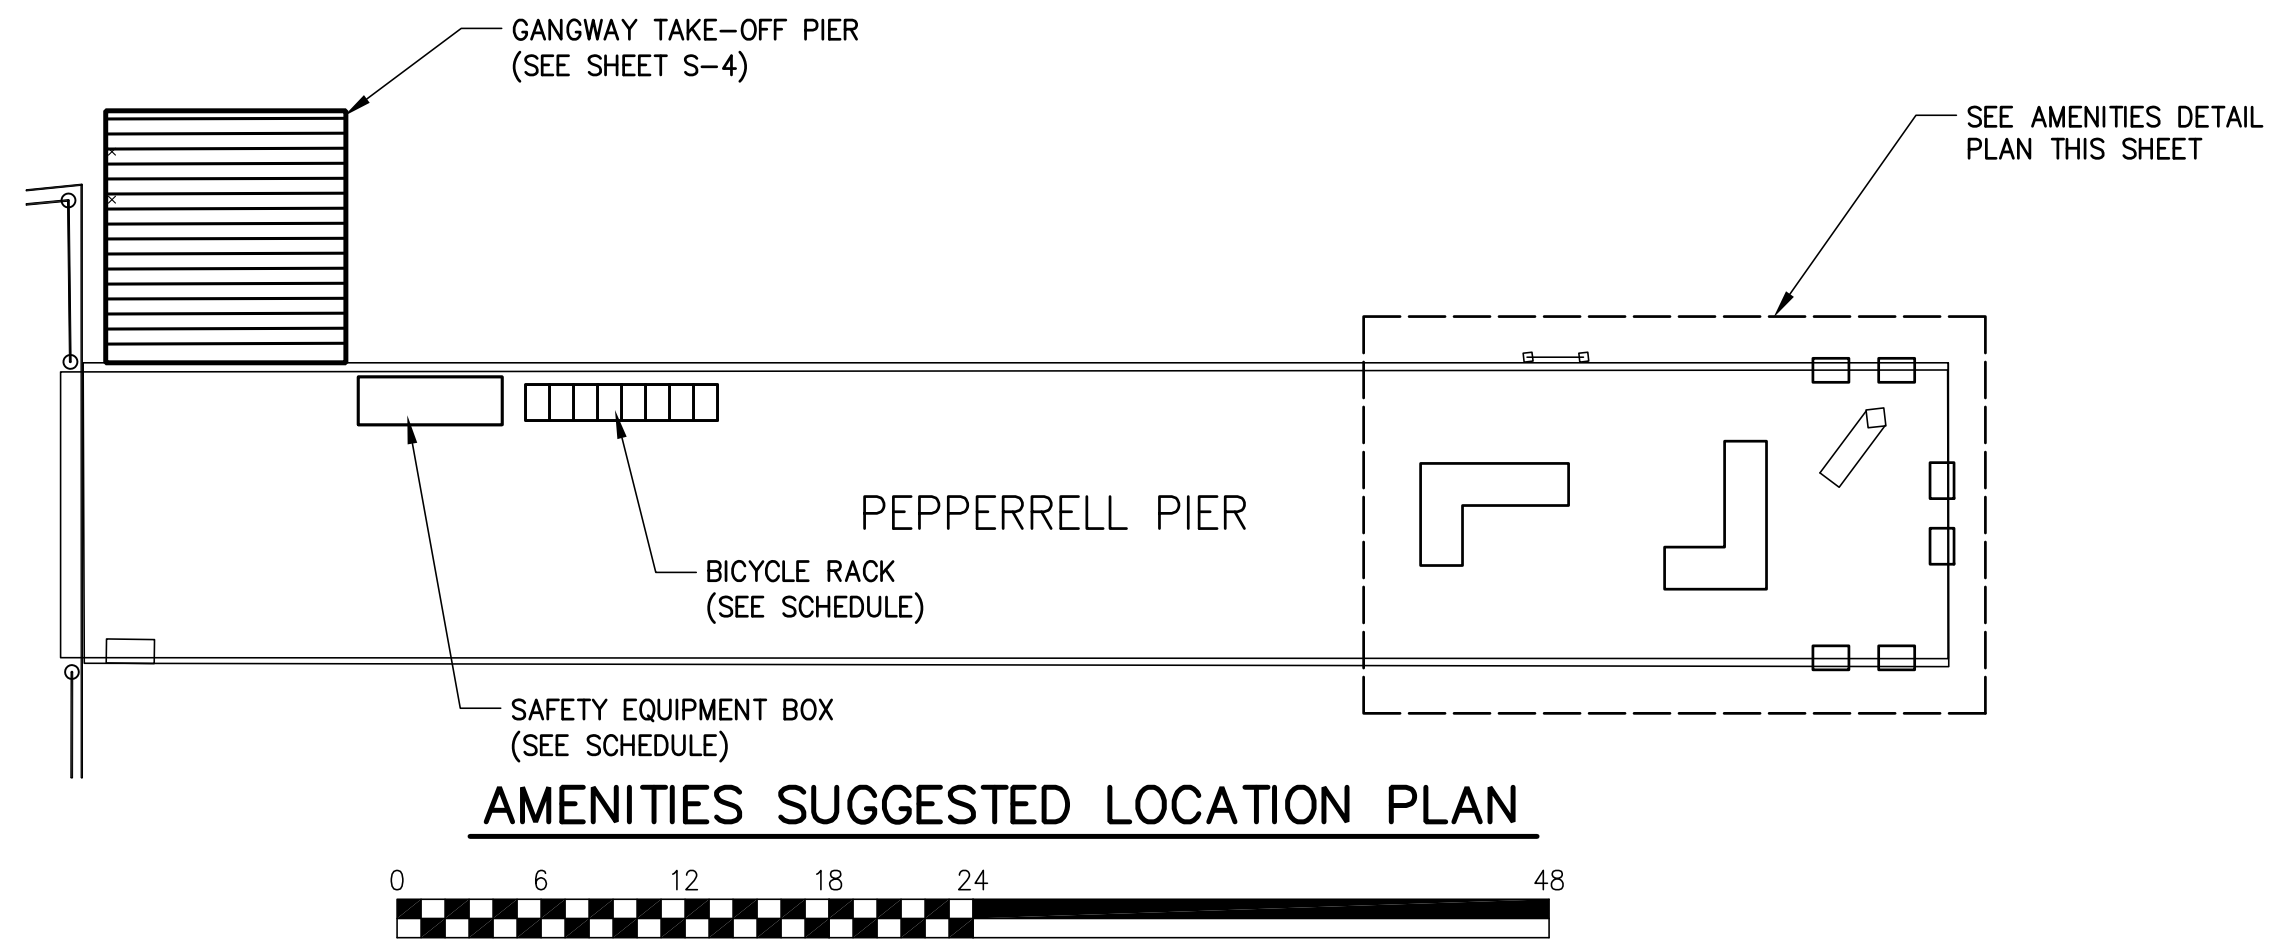 GANGWAY TAKE-OFF PIER
(SEE SHEET S-4)
SEE AMENITIES DETAIL
PLAN THIS SHEET
PEPPERRELL PIER
BICYCLE RACK
(SEE SCHEDULE)
SAFETY EQUIPMENT BOX
(SEE SCHEDULE)
AMENITIES SUGGESTED LOCATION PLAN
0 6 12 18 24 48